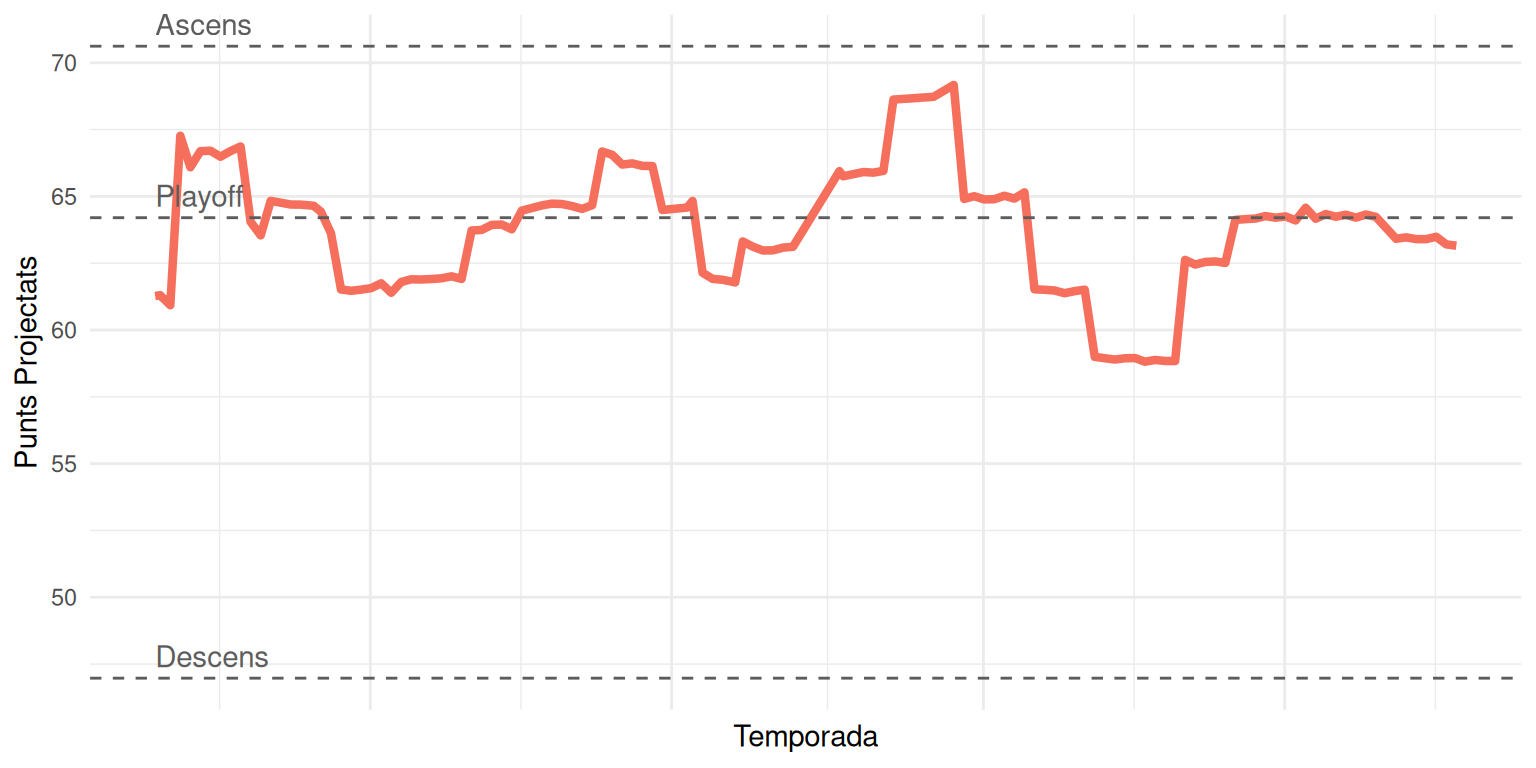 Ascens
70
Playoff
65
60
55
50
Descens
Punts Projectats
Temporada